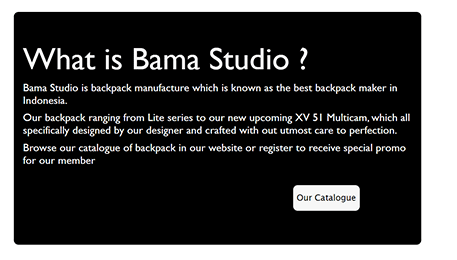 What is Bama Studio ?
Bama Studio is backpack manufacture which is known as the best backpack maker in
Indonesia.
Our backpack ranging from Lite series to our new upcoming XV 51 Multicam, which all
specifically designed by our designer and crafted with out utmost care to perfection.
Browse our catalogue of backpack in our website or register to receive special promo
for our member
Our Catalogue